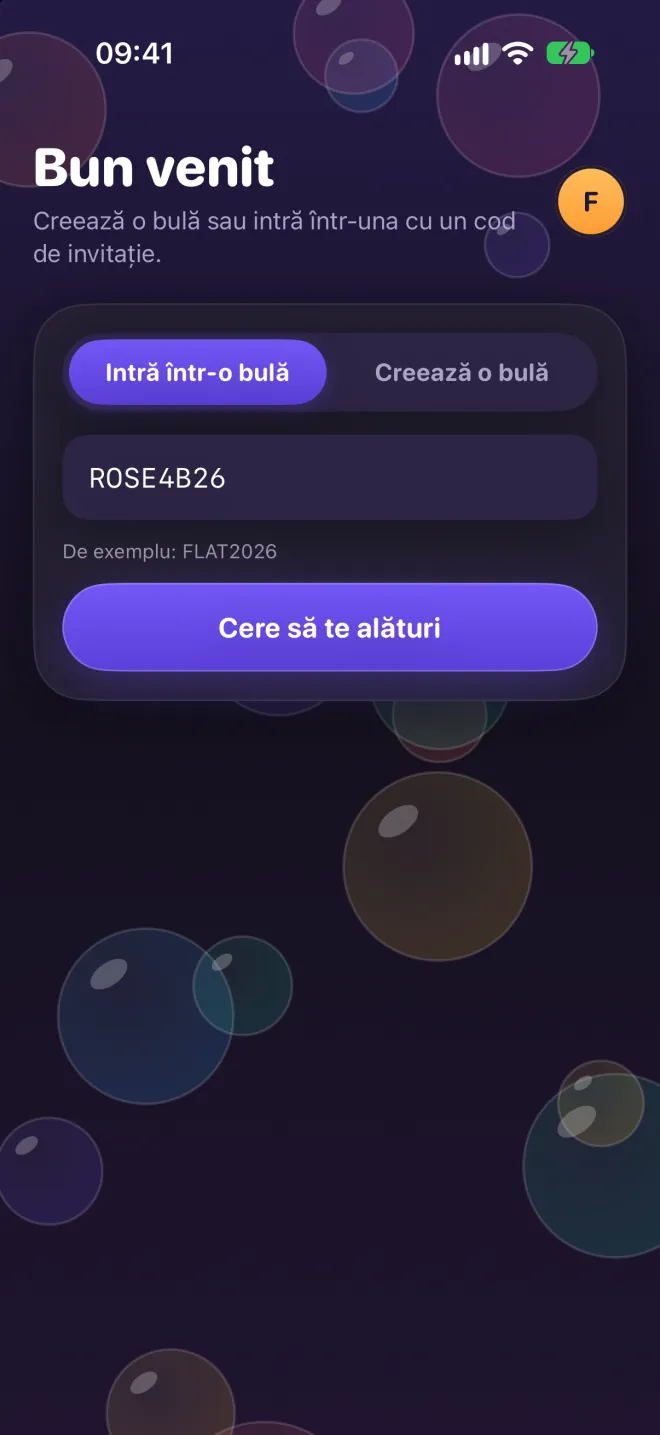 09:41
Bun venit
Creează o bulă sau intră într-una cu un cod
de invitație.
F
Intră într-o bulă
Creează o bulă
ROSE4B26
De exemplu: FLAT2026
Cere să te alături